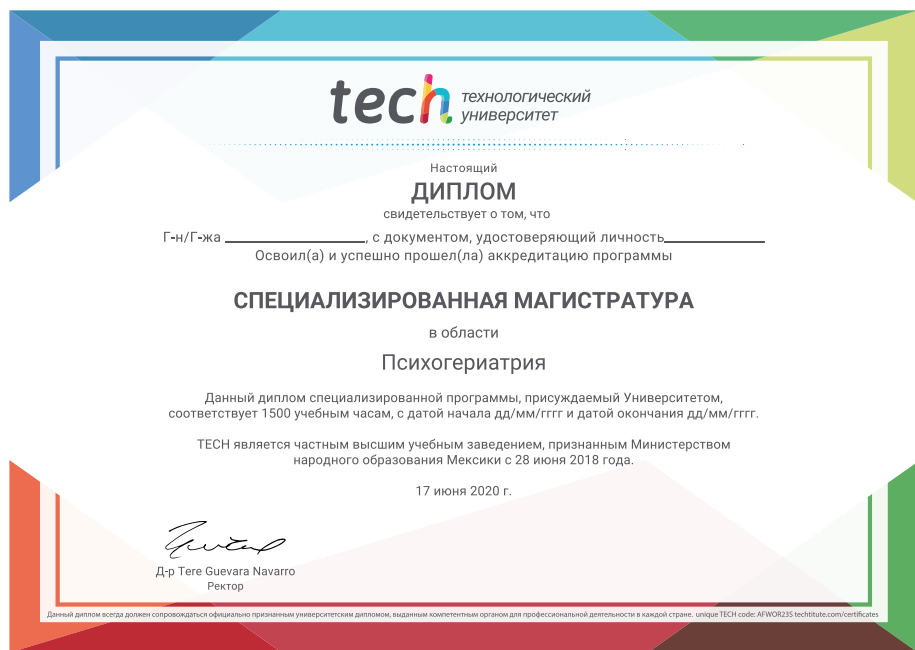 tech технологический
университет
Настоящий
ДИПЛОМ
свидетельствует о том, что
Г-н/Г-жа ____________, с документом, удостоверяющий личность____________
Освоил(а) и успешно прошел(ла) аккредитацию программы
СПЕЦИАЛИЗИРОВАННАЯ МАГИСТРАТУРА
в области
Психогериатрия
Данный диплом специализированной программы, присуждаемый Университетом,
соответствует 1500 учебным часам, с датой начала дд/мм/гггг и датой окончания дд/мм/гггг.
TECH является частным высшим учебным заведением, признанным Министерством
народного образования Мексики с 28 июня 2018 года.
17 июня 2020 г.
Д-р Tere Guevara Navarro
Ректор
Данный диплом всегда должен сопровождаться официально признанным университетским дипломом, выданным компетентным органом для профессиональной деятельности в каждой стране. unique TECH code: AFWOR23S techtitute.com/certificates